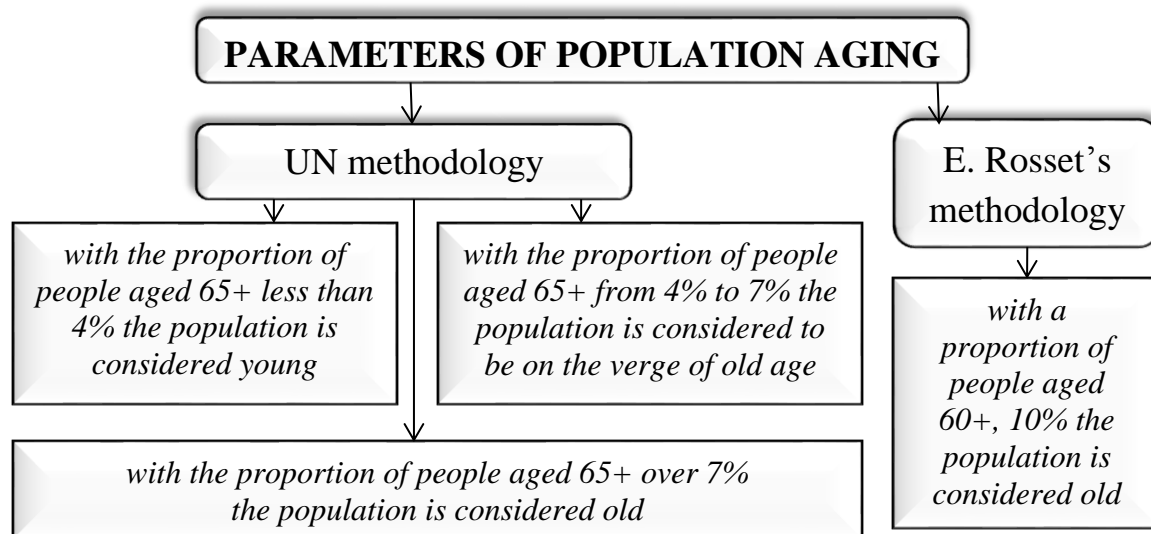 PARAMETERS OF POPULATION AGING
UN methodology
E. Rosset’s
methodology
with the proportion of
people aged 65+ less than
4% the population is
considered young
with the proportion of people
aged 65+ from 4% to 7% the
population is considered to
be on the verge of old age
with the proportion of people aged 65+ over 7%
the population is considered old
with a
proportion of
people aged
60+, 10% the
population is
considered old